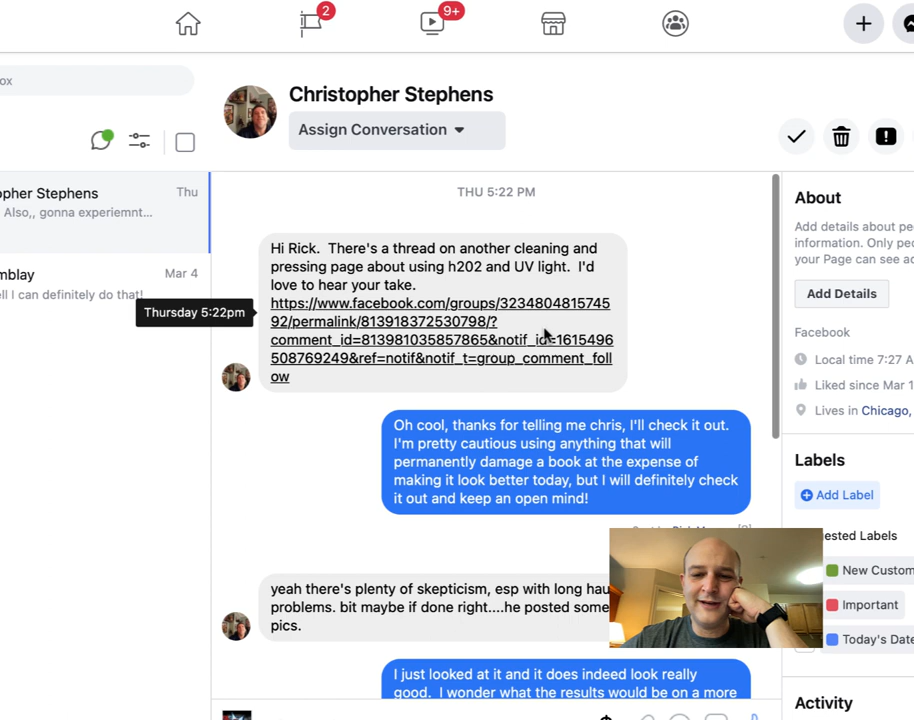 2
9+
ox
Christopher Stephens
Assign Conversation
opher Stephens
Thu
Also,, gonna experiemnt...
mblay
Mar 4
ell I can definitely do that!
Thursday 5:22pm
THU 5:22 PM
Hi Rick. There's a thread on another cleaning and
pressing page about using h202 and UV light. I'd
love to hear your take.
https://www.facebook.com/groups/3234804815745
92/permalink/813918372530798/?
comment_id=813981035857865&notif_id=1615496
508769249&ref=notif&notif_t=group_comment_foll
ow
Oh cool, thanks for telling me chris, I'll check it out.
I'm pretty cautious using anything that will
permanently damage a book at the expense of
making it look better today, but I will definitely check
it out and keep an open mind!
yeah there's plenty of skepticism, esp with long hau
problems. bit maybe if done right....he posted some
pics.
I just looked at it and it does indeed look really
good. I wonder what the results would be on a more
About
Add details about pe
information. Only peo
your Page can see ad
Add Details
Facebook
Local time 7:27 A
Liked since Mar 1
Lives in Chicago,
Labels
Add Label
ested Labels
New Custom
Important
Today's Date
Activity